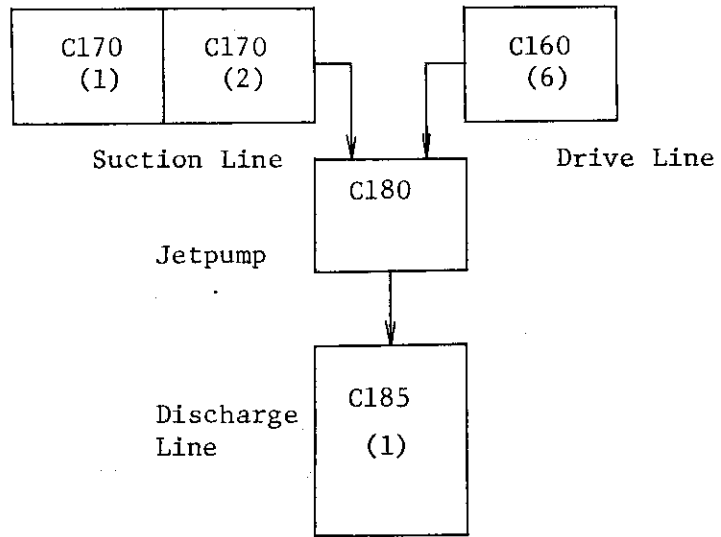 C170
(1)
C170
(2)
C160
(6)
Suction Line
Drive Line
C180
Jetpump
C185
(1)
Discharge
Line